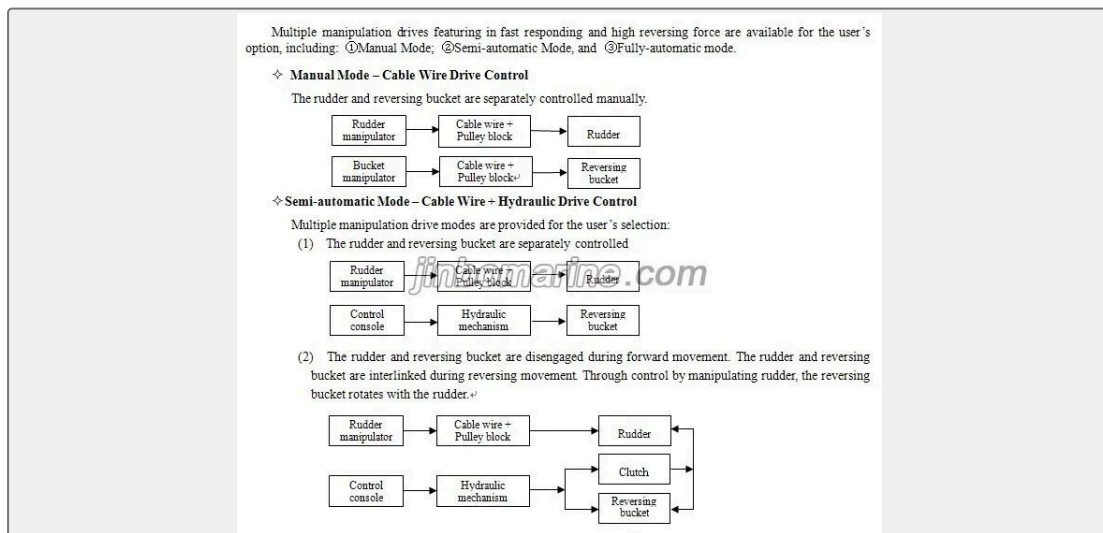 Multiple manipulation drives featuring in fast responding and high reversing force are available for the user's
option, including: ①Manual Mode; ②Semi-automatic Mode, and ③Fully-automatic mode.
✧ Manual Mode – Cable Wire Drive Control
The rudder and reversing bucket are separately controlled manually.
Rudder
manipulator
Cable wire +
Pulley block
Rudder
Bucket
manipulator
Cable wire +
Pulley block↵
Reversing
bucket
✧ Semi-automatic Mode – Cable Wire + Hydraulic Drive Control
Multiple manipulation drive modes are provided for the user's selection:
(1) The rudder and reversing bucket are separately controlled
Rudder
manipulator
Cable wire +
Pulley block
Rudder
jinbomarine.com
Control
console
Hydraulic
mechanism
Reversing
bucket
(2) The rudder and reversing bucket are disengaged during forward movement. The rudder and reversing
bucket are interlinked during reversing movement. Through control by manipulating rudder, the reversing
bucket rotates with the rudder.↵
Rudder
manipulator
Cable wire +
Pulley block
Rudder
Clutch
Control
console
Hydraulic
mechanism
Reversing
bucket